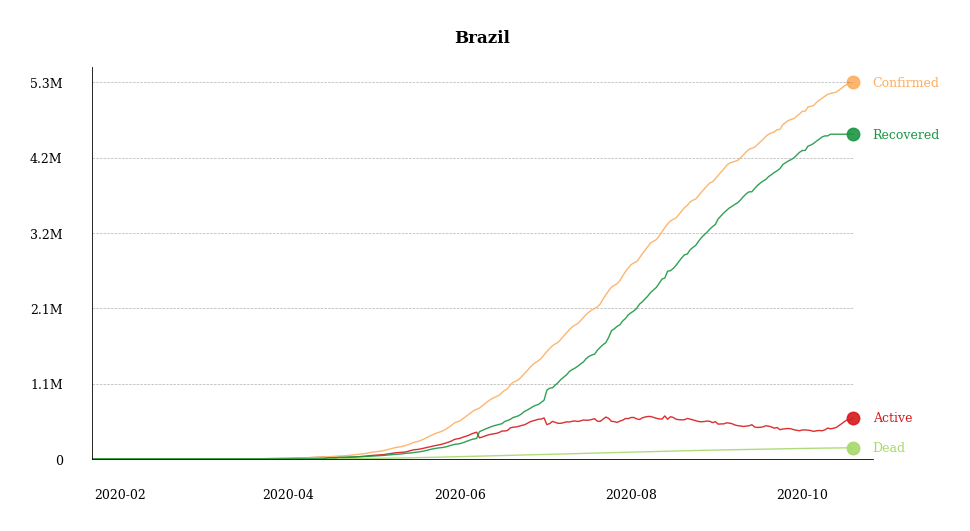 Brazil
5.3M
Confirmed
Recovered
4.2M
3.2M
2.1M
1.1M
Active
Dead
0
2020-02 2020-04 2020-06 2020-08 2020-10